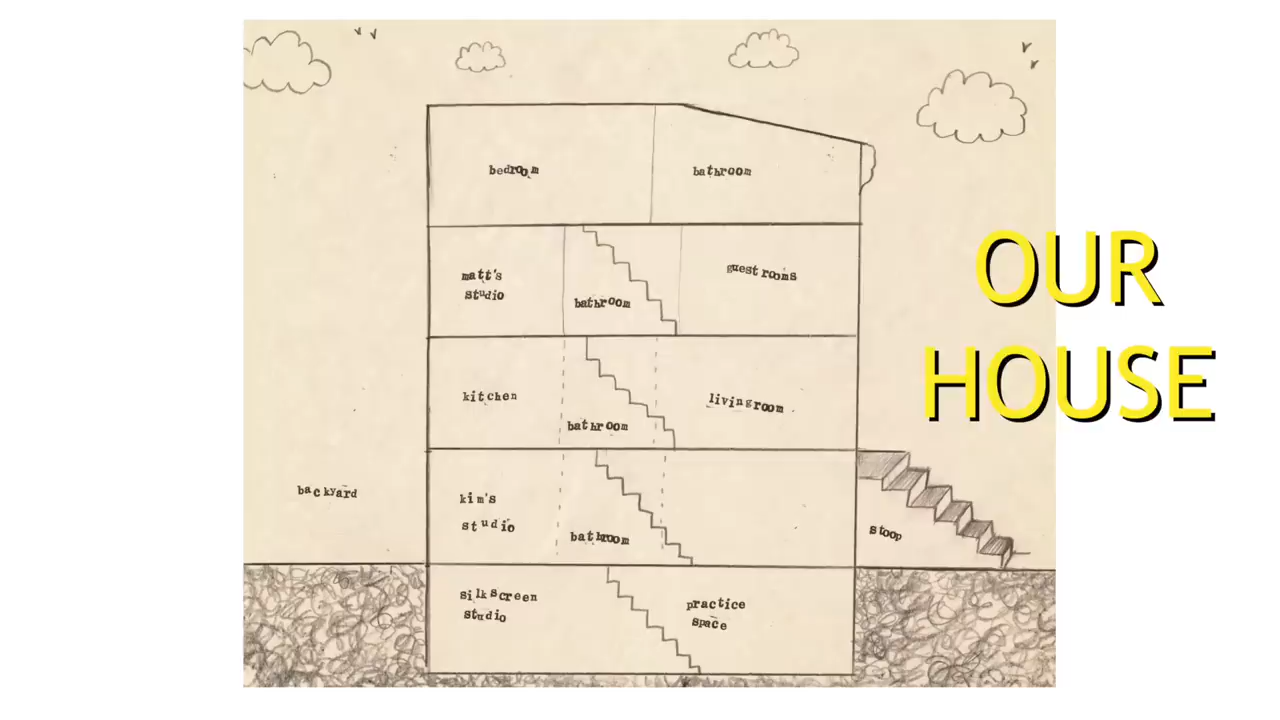 bedroom
bathroom
matt's
studio
bathroom
guest rooms
kitchen
bathroom
livingroom
backyard
kim's
studio
bathroom
stoop
silkscreen
studio
practice
space
OUR
HOUSE